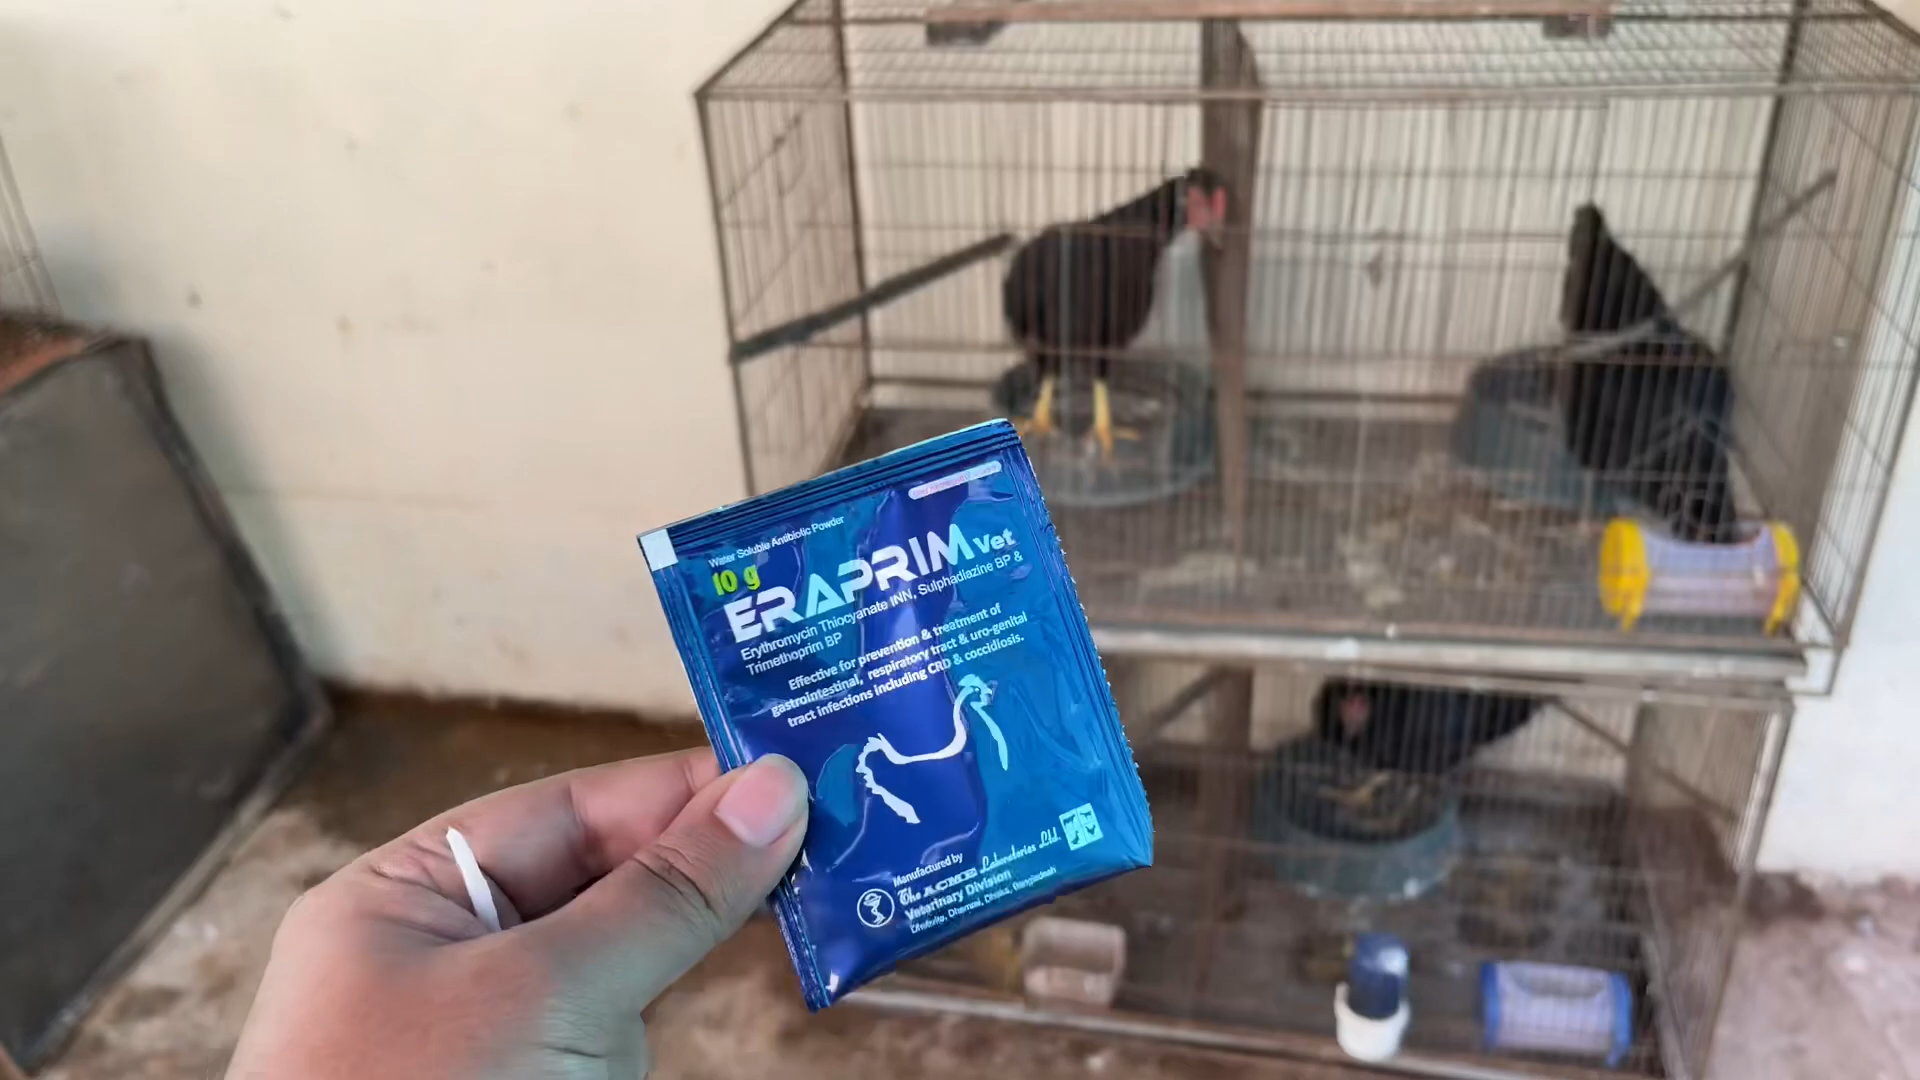 Water Soluble Antibiotic Powder
10 g
ERAPRIM Vet
Erythromycin Thiocyanate INN, Sulphadiazine BP &
Trimethoprim BP
Effective for prevention & treatment of
gastrointestinal, respiratory tract & uro-genital
tract infections including CRD & coccidiosis.
Manufactured by
The ACME Laboratories Ltd.
Veterinary Division
Dhulivita, Dhamrai, Dhaka, Bangladesh